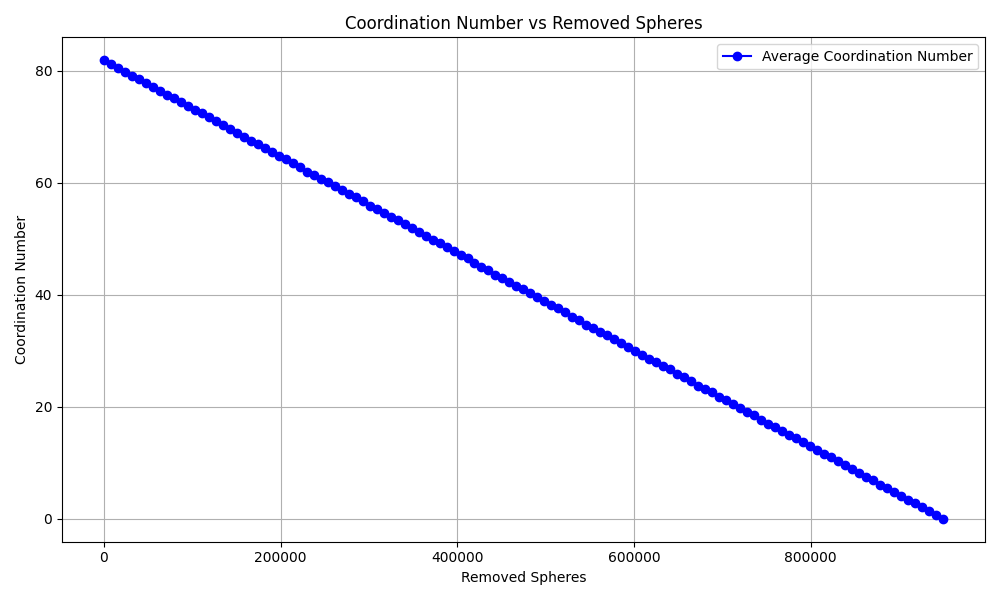 Coordination Number vs Removed Spheres
Average Coordination Number
Coordination Number
80
60
40
20
0
0 200000 400000 600000 800000
Removed Spheres